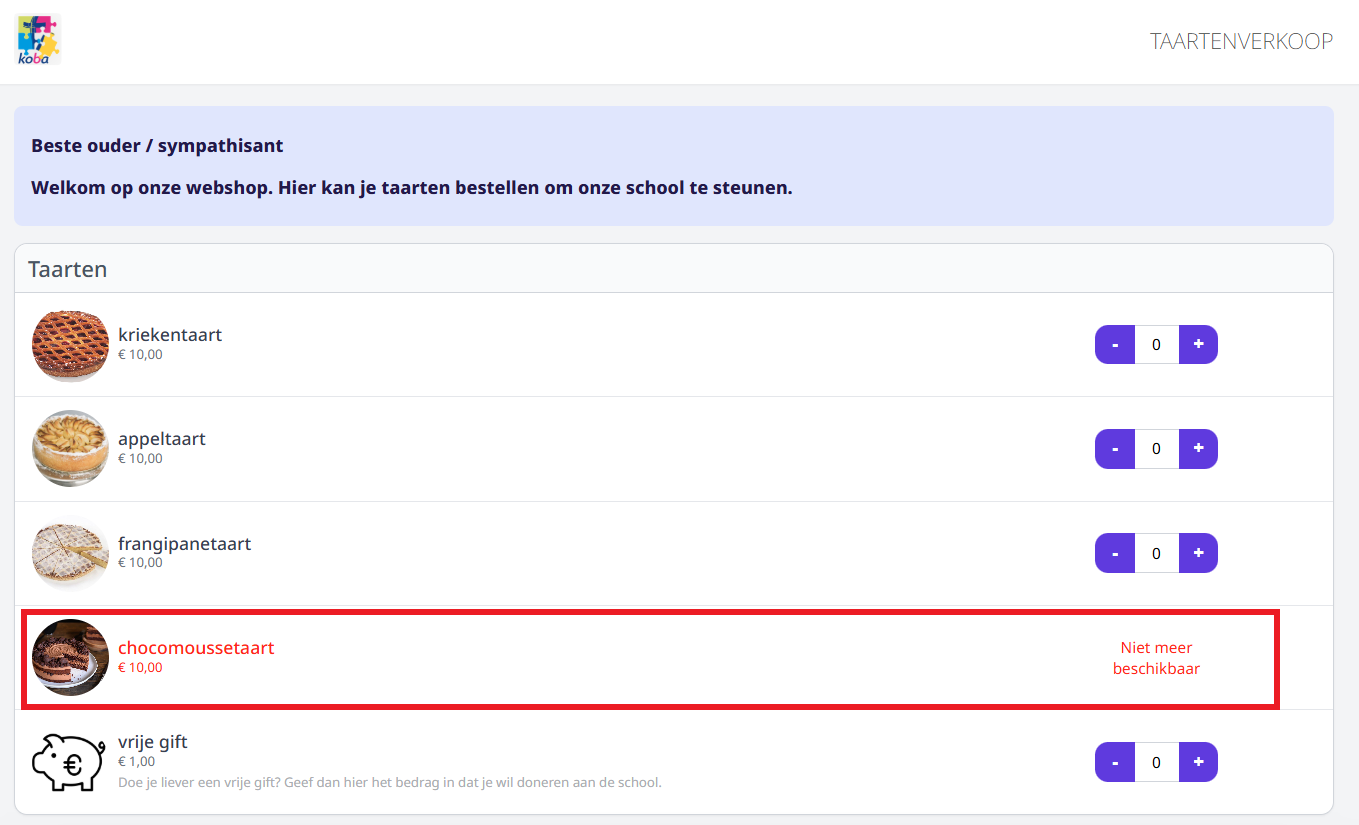 koba
TAARTENVERKOOP
Beste ouder / sympathisant
Welkom op onze webshop. Hier kan je taarten bestellen om onze school te steunen.
Taarten
kriekentaart
€ 10,00
- 0 +
appeltaart
€ 10,00
- 0 +
frangipanetaart
€ 10,00
- 0 +
chocomoussetaart
€ 10,00
Niet meer
beschikbaar
vrije gift
€ 1,00
Doe je liever een vrije gift? Geef dan hier het bedrag in dat je wil doneren aan de school.
- 0 +